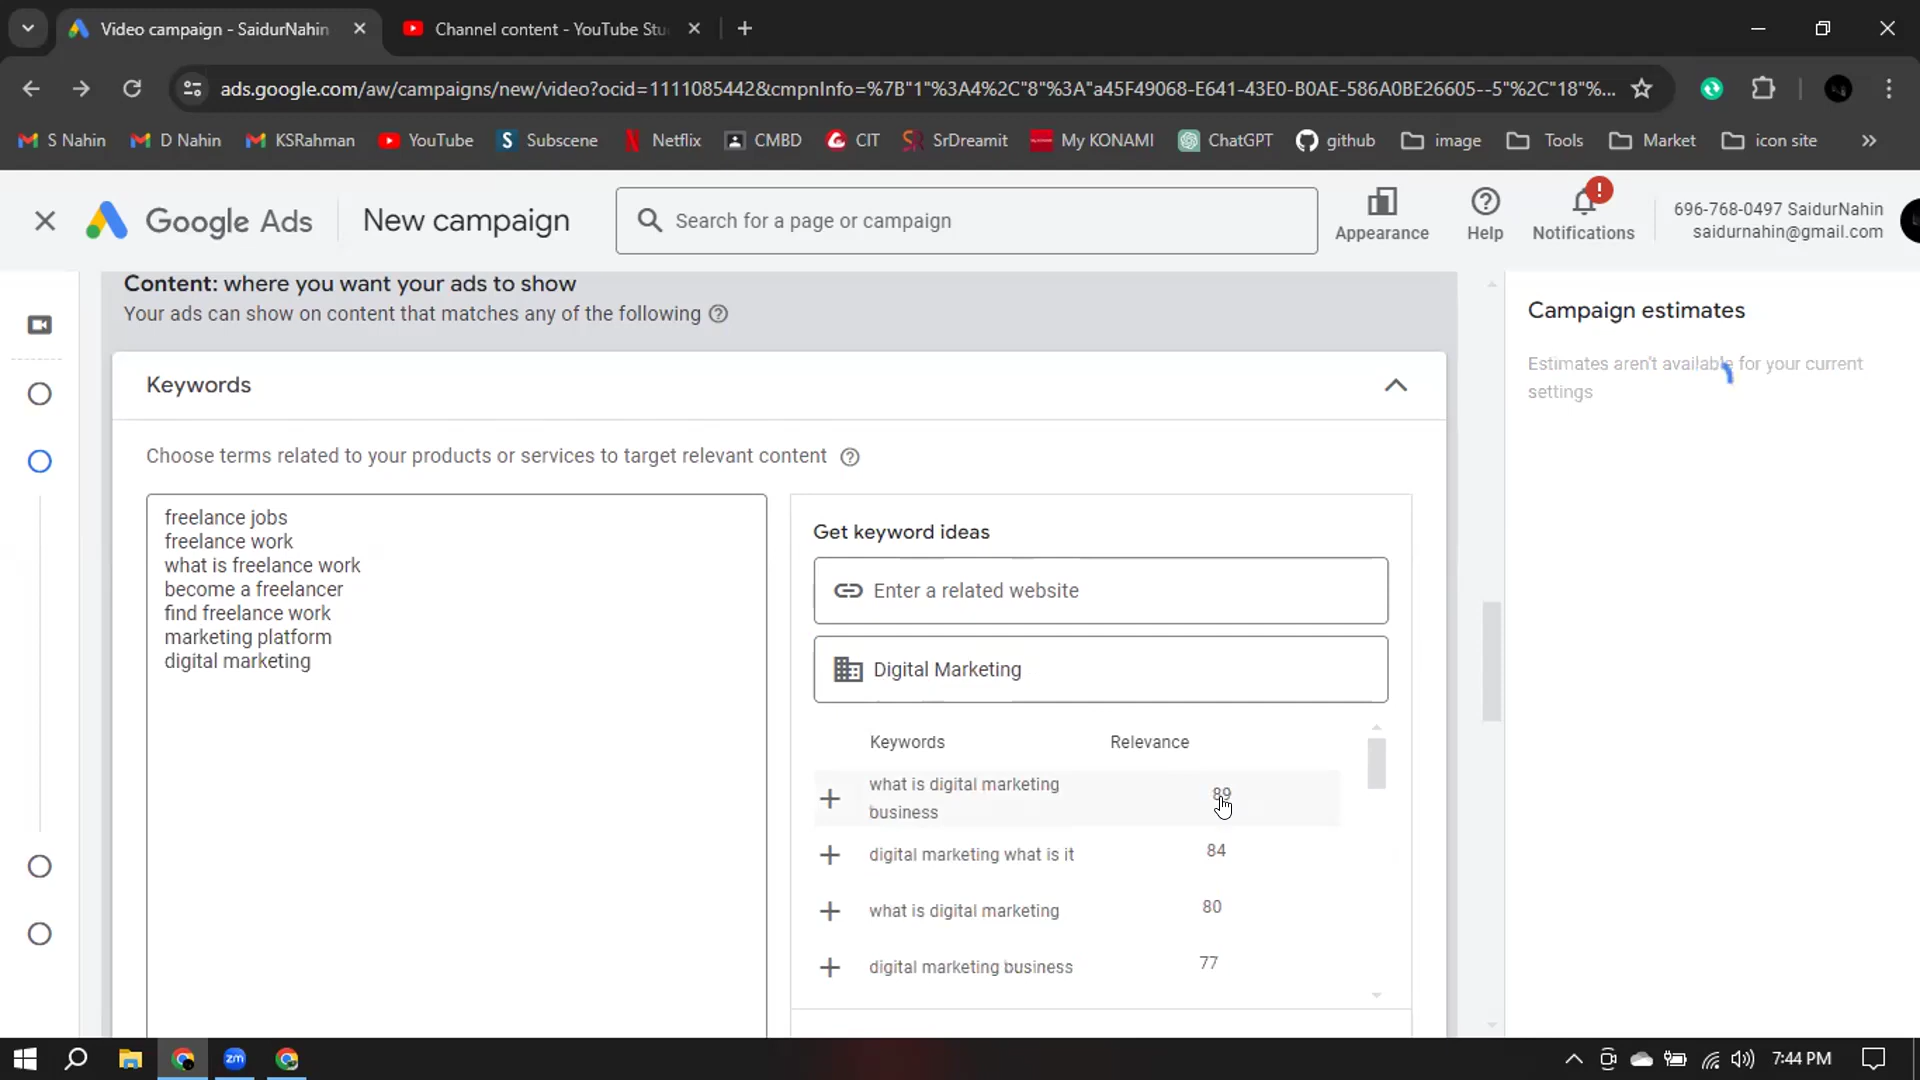 Video campaign - SaidurNahin
Channel content - YouTube Stu
ads.google.com/aw/campaigns/new/video?ocid=1111085442&cmpnInfo=%7B"1"%3A4%2C"8"%3A"a45F49068-E641-43E0-B0AE-586A0BE26605--5"%2C"18"%...
S Nahin
D Nahin
KSRahman
YouTube
Subscene
Netflix
CMBD
CIT
SrDreamit
My KONAMI
ChatGPT
github
image
Tools
Market
icon site
Google Ads
New campaign
Search for a page or campaign
Appearance
Help
Notifications
696-768-0497 SaidurNahin
saidurnahin@gmail.com
Content: where you want your ads to show
Your ads can show on content that matches any of the following
Campaign estimates
Estimates aren't available for your current
settings
Keywords
Choose terms related to your products or services to target relevant content
freelance jobs
freelance work
what is freelance work
become a freelancer
find freelance work
marketing platform
digital marketing
Get keyword ideas
Enter a related website
Digital Marketing
Keywords Relevance
what is digital marketing
business 89
digital marketing what is it 84
what is digital marketing 80
digital marketing business 77
zm
7:44 PM